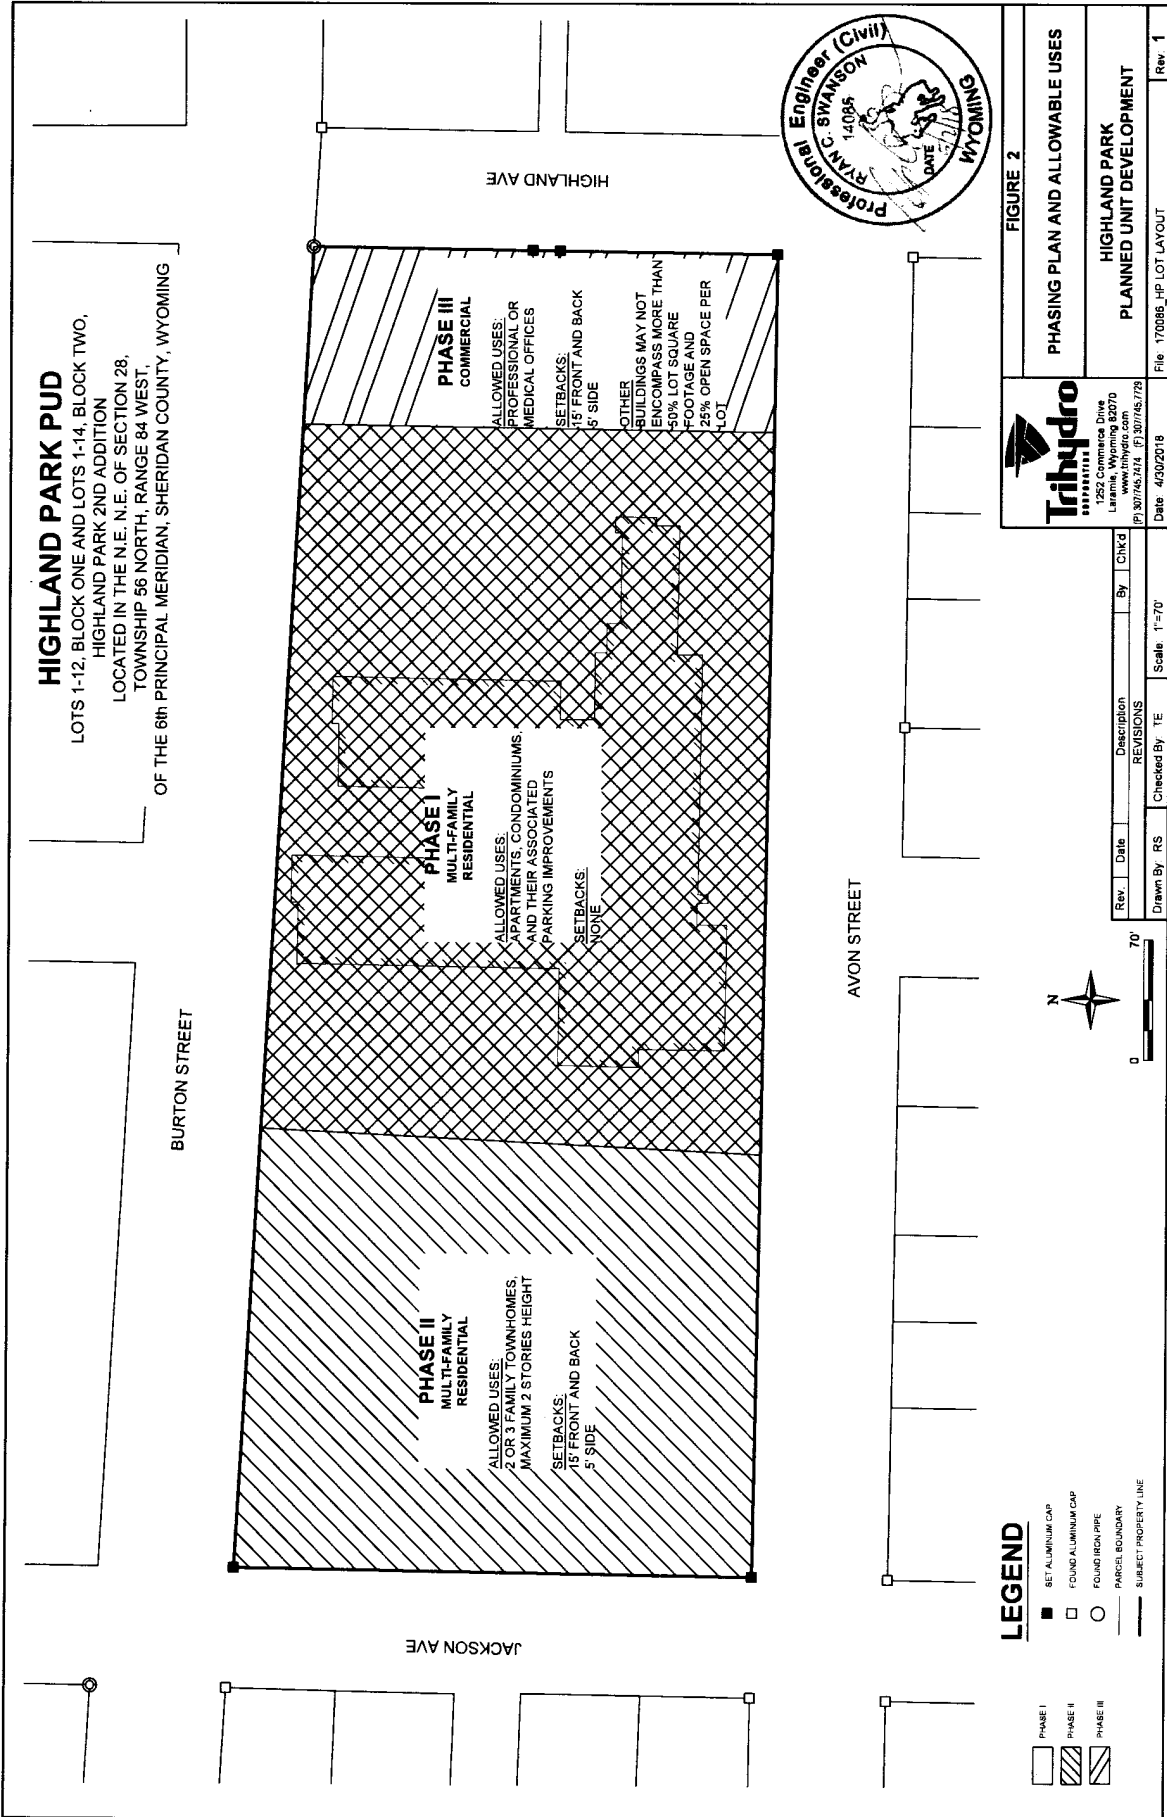 HIGHLAND PARK PUD
LOTS 1-12, BLOCK ONE AND LOTS 1-14, BLOCK TWO,
HIGHLAND PARK 2ND ADDITION
LOCATED IN THE N.E. N.E. OF SECTION 28,
TOWNSHIP 56 NORTH, RANGE 84 WEST,
OF THE 6th PRINCIPAL MERIDIAN, SHERIDAN COUNTY, WYOMING
BURTON STREET
HIGHLAND AVE
JACKSON AVE
AVON STREET
PHASE II
MULTI-FAMILY
RESIDENTIAL
ALLOWED USES:
2 OR 3 FAMILY TOWNHOMES,
MAXIMUM 2 STORIES HEIGHT
SETBACKS:
15' FRONT AND BACK
5' SIDE
PHASE I
MULTI-FAMILY
RESIDENTIAL
ALLOWED USES:
APARTMENTS, CONDOMINIUMS,
AND THEIR ASSOCIATED
PARKING IMPROVEMENTS
SETBACKS:
NONE
PHASE III
COMMERCIAL
ALLOWED USES:
PROFESSIONAL OR
MEDICAL OFFICES
SETBACKS:
15' FRONT AND BACK
5' SIDE
OTHER
BUILDINGS MAY NOT
ENCOMPASS MORE THAN
50% LOT SQUARE
FOOTAGE AND
25% OPEN SPACE PER
LOT
Professional Engineer (Civil)
RYAN C. SWANSON
14085
DATE
WYOMING
LEGEND
PHASE I
PHASE II
PHASE III
SET ALUMINUM CAP
FOUND ALUMINUM CAP
FOUND IRON PIPE
PARCEL BOUNDARY
SUBJECT PROPERTY LINE
N
0 70'
Rev. Date Description By Chk'd
REVISIONS
Drawn By: RS Checked By: TE Scale: 1"=70' Date: 4/30/2018 File: 170086_HP LOT LAYOUT Rev: 1
Trihydro
CORPORATION
1252 Commerce Drive
Laramie, Wyoming 82070
www.trihydro.com
(P) 307/745.7474 (F) 307/745.7729
FIGURE 2
PHASING PLAN AND ALLOWABLE USES
HIGHLAND PARK
PLANNED UNIT DEVELOPMENT